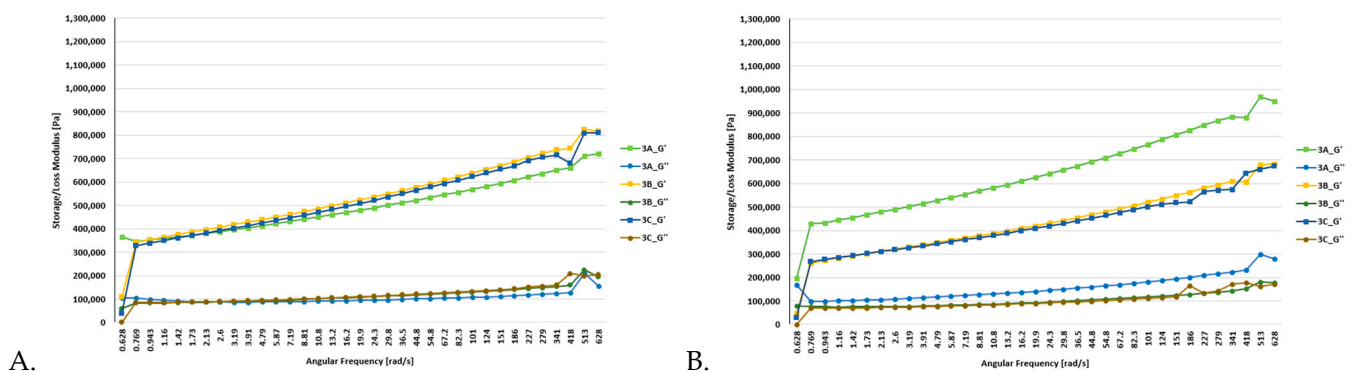 1,300,000
1,200,000
1,100,000
1,000,000
900,000
800,000
700,000
600,000
500,000
400,000
300,000
200,000
100,000
0
Storage/Loss Modulus [Pa]
0.628 0.769 0.943 1.16 1.42 1.73 2.13 2.6 3.19 3.91 4.79 5.87 7.19 8.81 10.8 13.2 16.2 19.9 24.3 29.8 36.5 44.8 54.8 67.2 82.3 101 124 151 186 227 279 341 418 513 628
Angular Frequency [rad/s]
3A_G'
3A_G''
3B_G'
3B_G''
3C_G'
3C_G''
A.
1,300,000
1,200,000
1,100,000
1,000,000
900,000
800,000
700,000
600,000
500,000
400,000
300,000
200,000
100,000
0
Storage/Loss Modulus [Pa]
0.628 0.769 0.943 1.16 1.42 1.73 2.13 2.6 3.19 3.91 4.79 5.87 7.19 8.81 10.8 13.2 16.2 19.9 24.3 29.8 36.5 44.8 54.8 67.2 82.3 101 124 151 186 227 279 341 418 513 628
Angular Frequency [rad/s]
3A_G'
3A_G''
3B_G'
3B_G''
3C_G'
3C_G''
B.